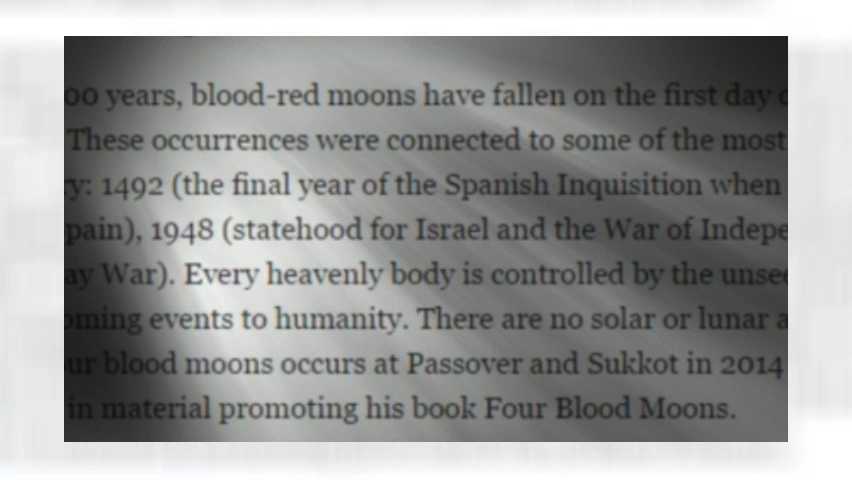 00 years, blood-red moons have fallen on the first day
These occurrences were connected to some of the most
y: 1492 (the final year of the Spanish Inquisition when
pain), 1948 (statehood for Israel and the War of Indepe
ay War). Every heavenly body is controlled by the unsee
oming events to humanity. There are no solar or lunar a
ur blood moons occurs at Passover and Sukkot in 2014
in material promoting his book Four Blood Moons.